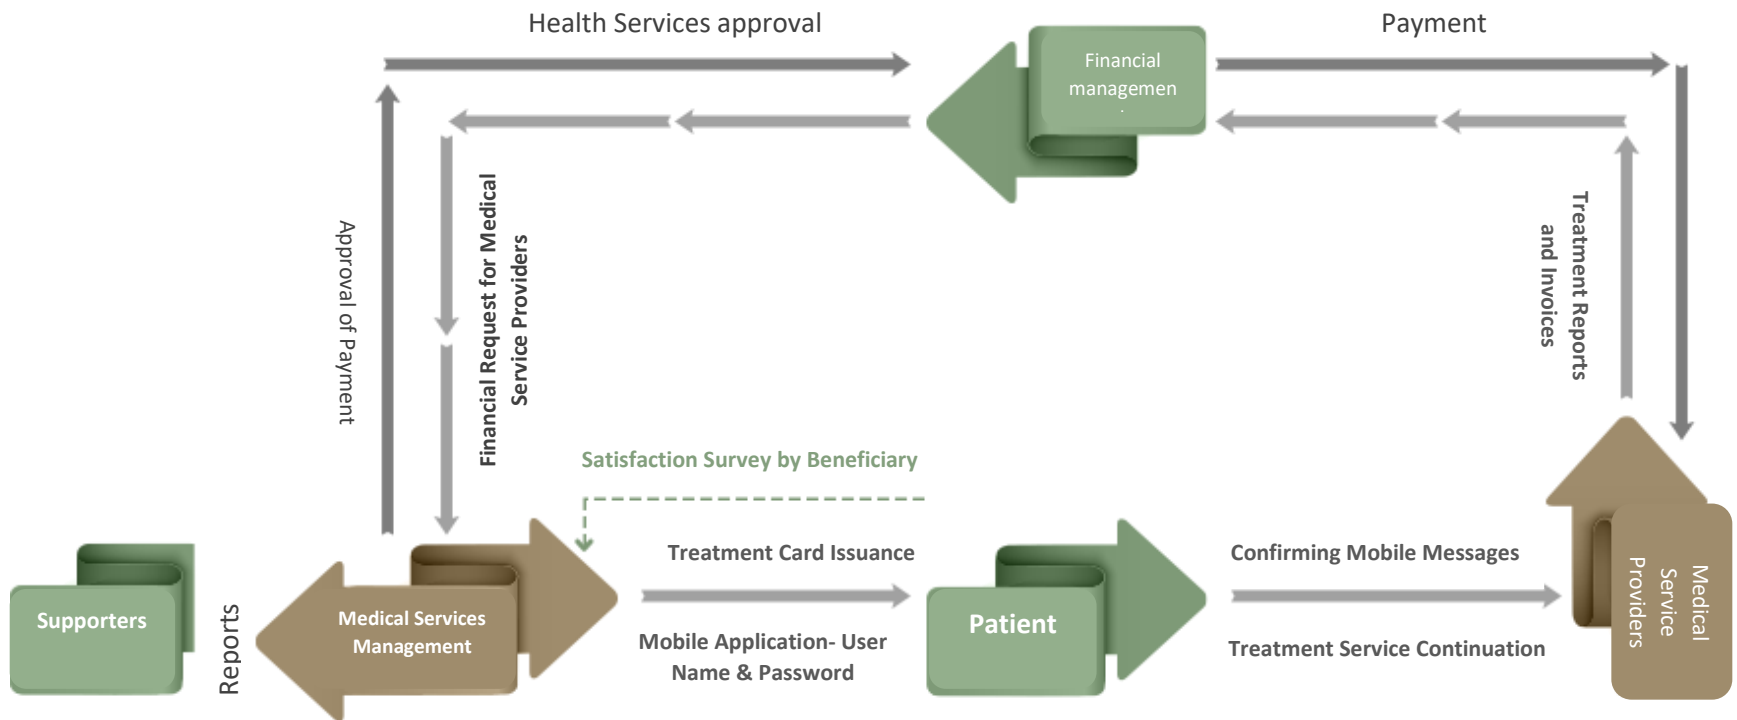 Health Services approval
Payment
Financial
managemen
Approval of Payment
Financial Request for Medical
Service Providers
Treatment Reports
and Invoices
Satisfaction Survey by Beneficiary
Treatment Card Issuance
Confirming Mobile Messages
Supporters
Reports
Medical Services
Management
Mobile Application- User
Name & Password
Patient
Treatment Service Continuation
Medical
Service
Providers